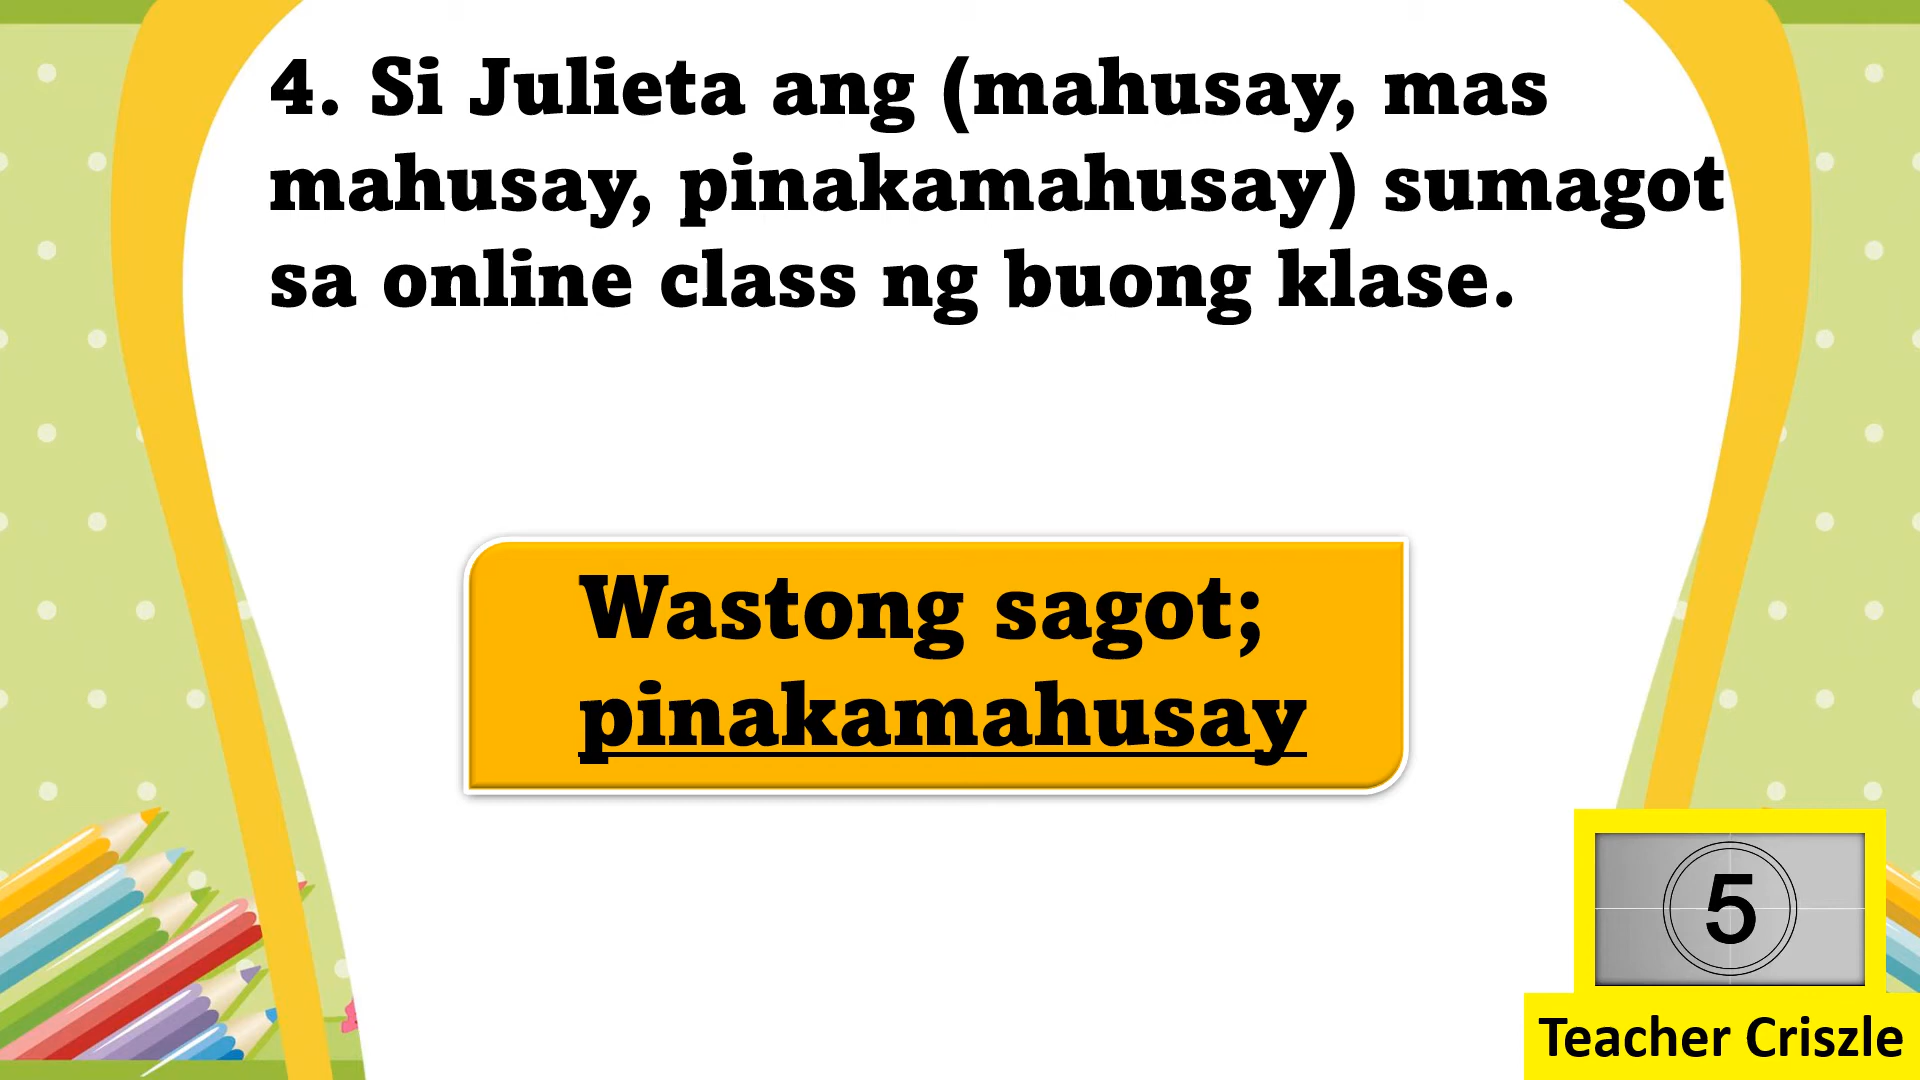 4. Si Julieta ang (mahusay, mas
mahusay, pinakamahusay) sumagot
sa online class ng buong klase.
Wastong sagot;
pinakamahusay
5
Teacher Criszle